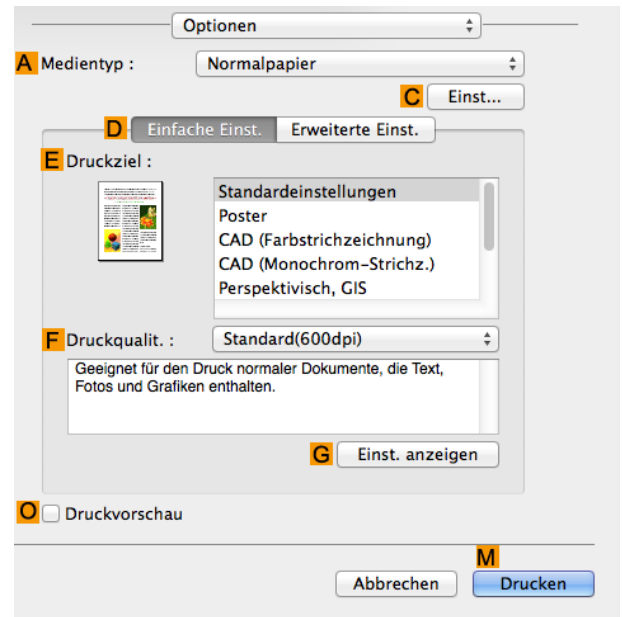 Optionen
A Medientyp : Normalpapier
C Einst...
D Einfache Einst. Erweiterte Einst.
E Druckziel :
Standardeinstellungen
Poster
CAD (Farbstrichzeichnung)
CAD (Monochrom-Strichz.)
Perspektivisch, GIS
F Druckqualit. : Standard(600dpi)
Geeignet für den Druck normaler Dokumente, die Text,
Fotos und Grafiken enthalten.
G Einst. anzeigen
O Druckvorschau
M
Abbrechen Drucken